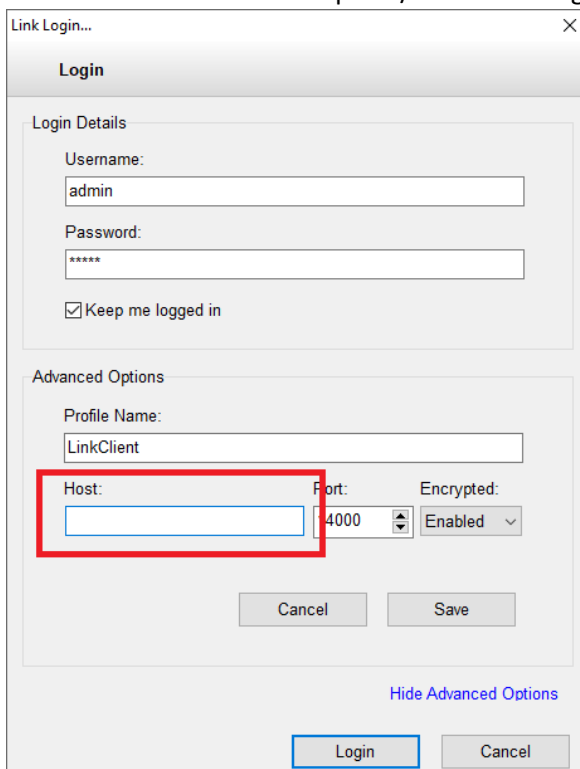 Link Login...
Login
Login Details
Username:
admin
Password:
*****
Keep me logged in
Advanced Options
Profile Name:
LinkClient
Host: Port: Encrypted:
4000 Enabled
Cancel Save
Hide Advanced Options
Login Cancel